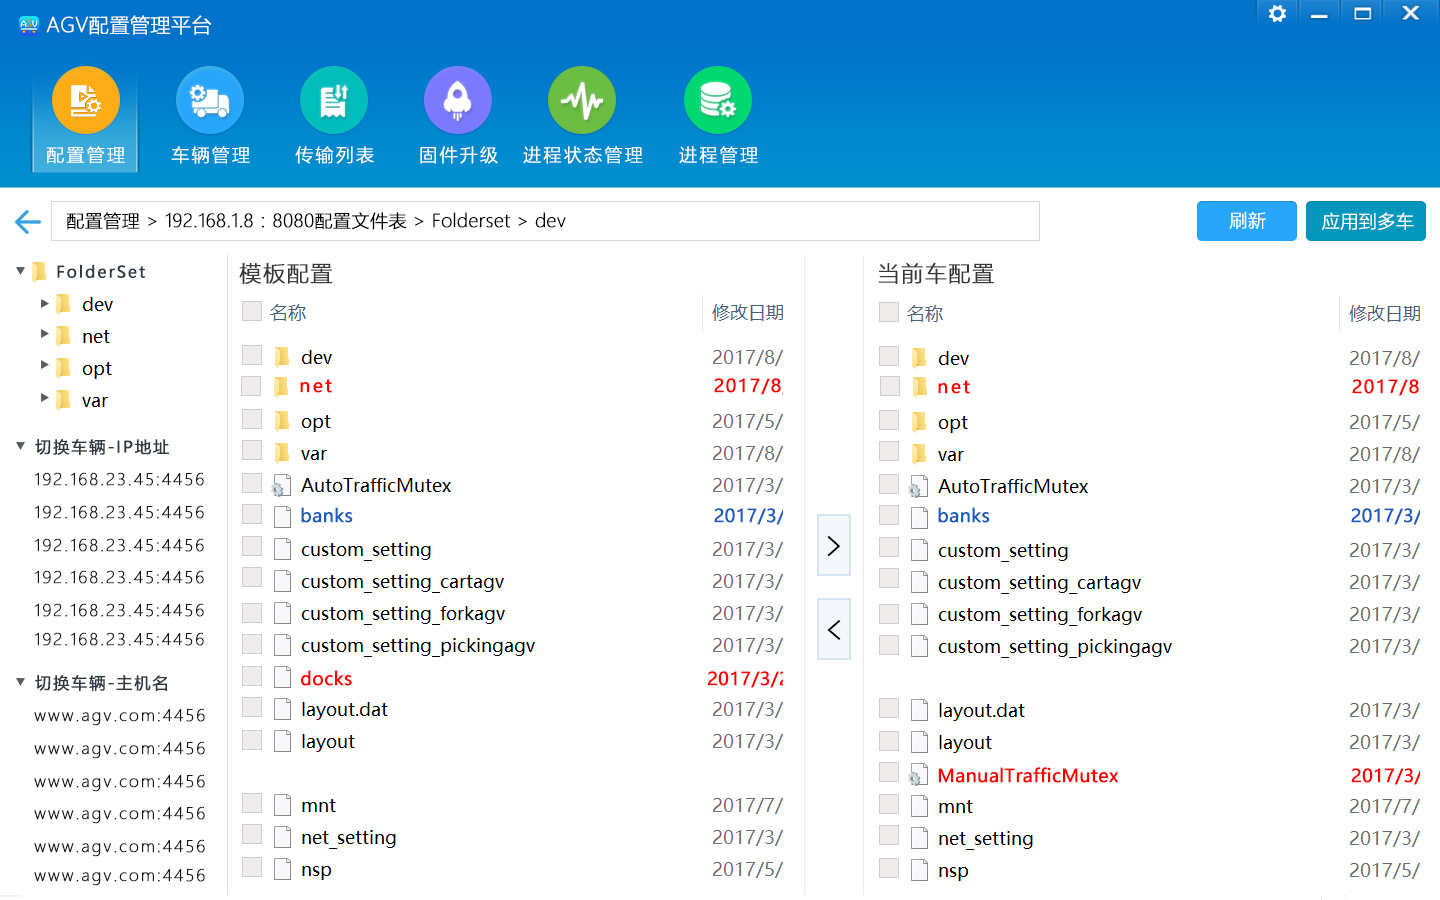 AGV配置管理平台
配置管理
车辆管理
传输列表
固件升级
进程状态管理
进程管理
配置管理 > 192.168.1.8 : 8080配置文件表 > Folderset > dev
刷新
应用到多车
FolderSet
dev
net
opt
var
切换车辆-IP地址
192.168.23.45:4456
192.168.23.45:4456
192.168.23.45:4456
192.168.23.45:4456
192.168.23.45:4456
192.168.23.45:4456
切换车辆-主机名
www.agv.com:4456
www.agv.com:4456
www.agv.com:4456
www.agv.com:4456
www.agv.com:4456
www.agv.com:4456
模板配置
名称 修改日期
dev 2017/8/
net 2017/8
opt 2017/5/
var 2017/8/
AutoTrafficMutex 2017/3/
banks 2017/3/
custom_setting 2017/3/
custom_setting_cartagv 2017/3/
custom_setting_forkagv 2017/3/
custom_setting_pickingagv 2017/3/
docks 2017/3/2
layout.dat 2017/3/
layout 2017/3/
mnt 2017/7/
net_setting 2017/3/
nsp 2017/5/
>
<
当前车配置
名称 修改日期
dev 2017/8/
net 2017/8
opt 2017/5/
var 2017/8/
AutoTrafficMutex 2017/3/
banks 2017/3/
custom_setting 2017/3/
custom_setting_cartagv 2017/3/
custom_setting_forkagv 2017/3/
custom_setting_pickingagv 2017/3/
layout.dat 2017/3/
layout 2017/3/
ManualTrafficMutex 2017/3/
mnt 2017/7/
net_setting 2017/3/
nsp 2017/5/